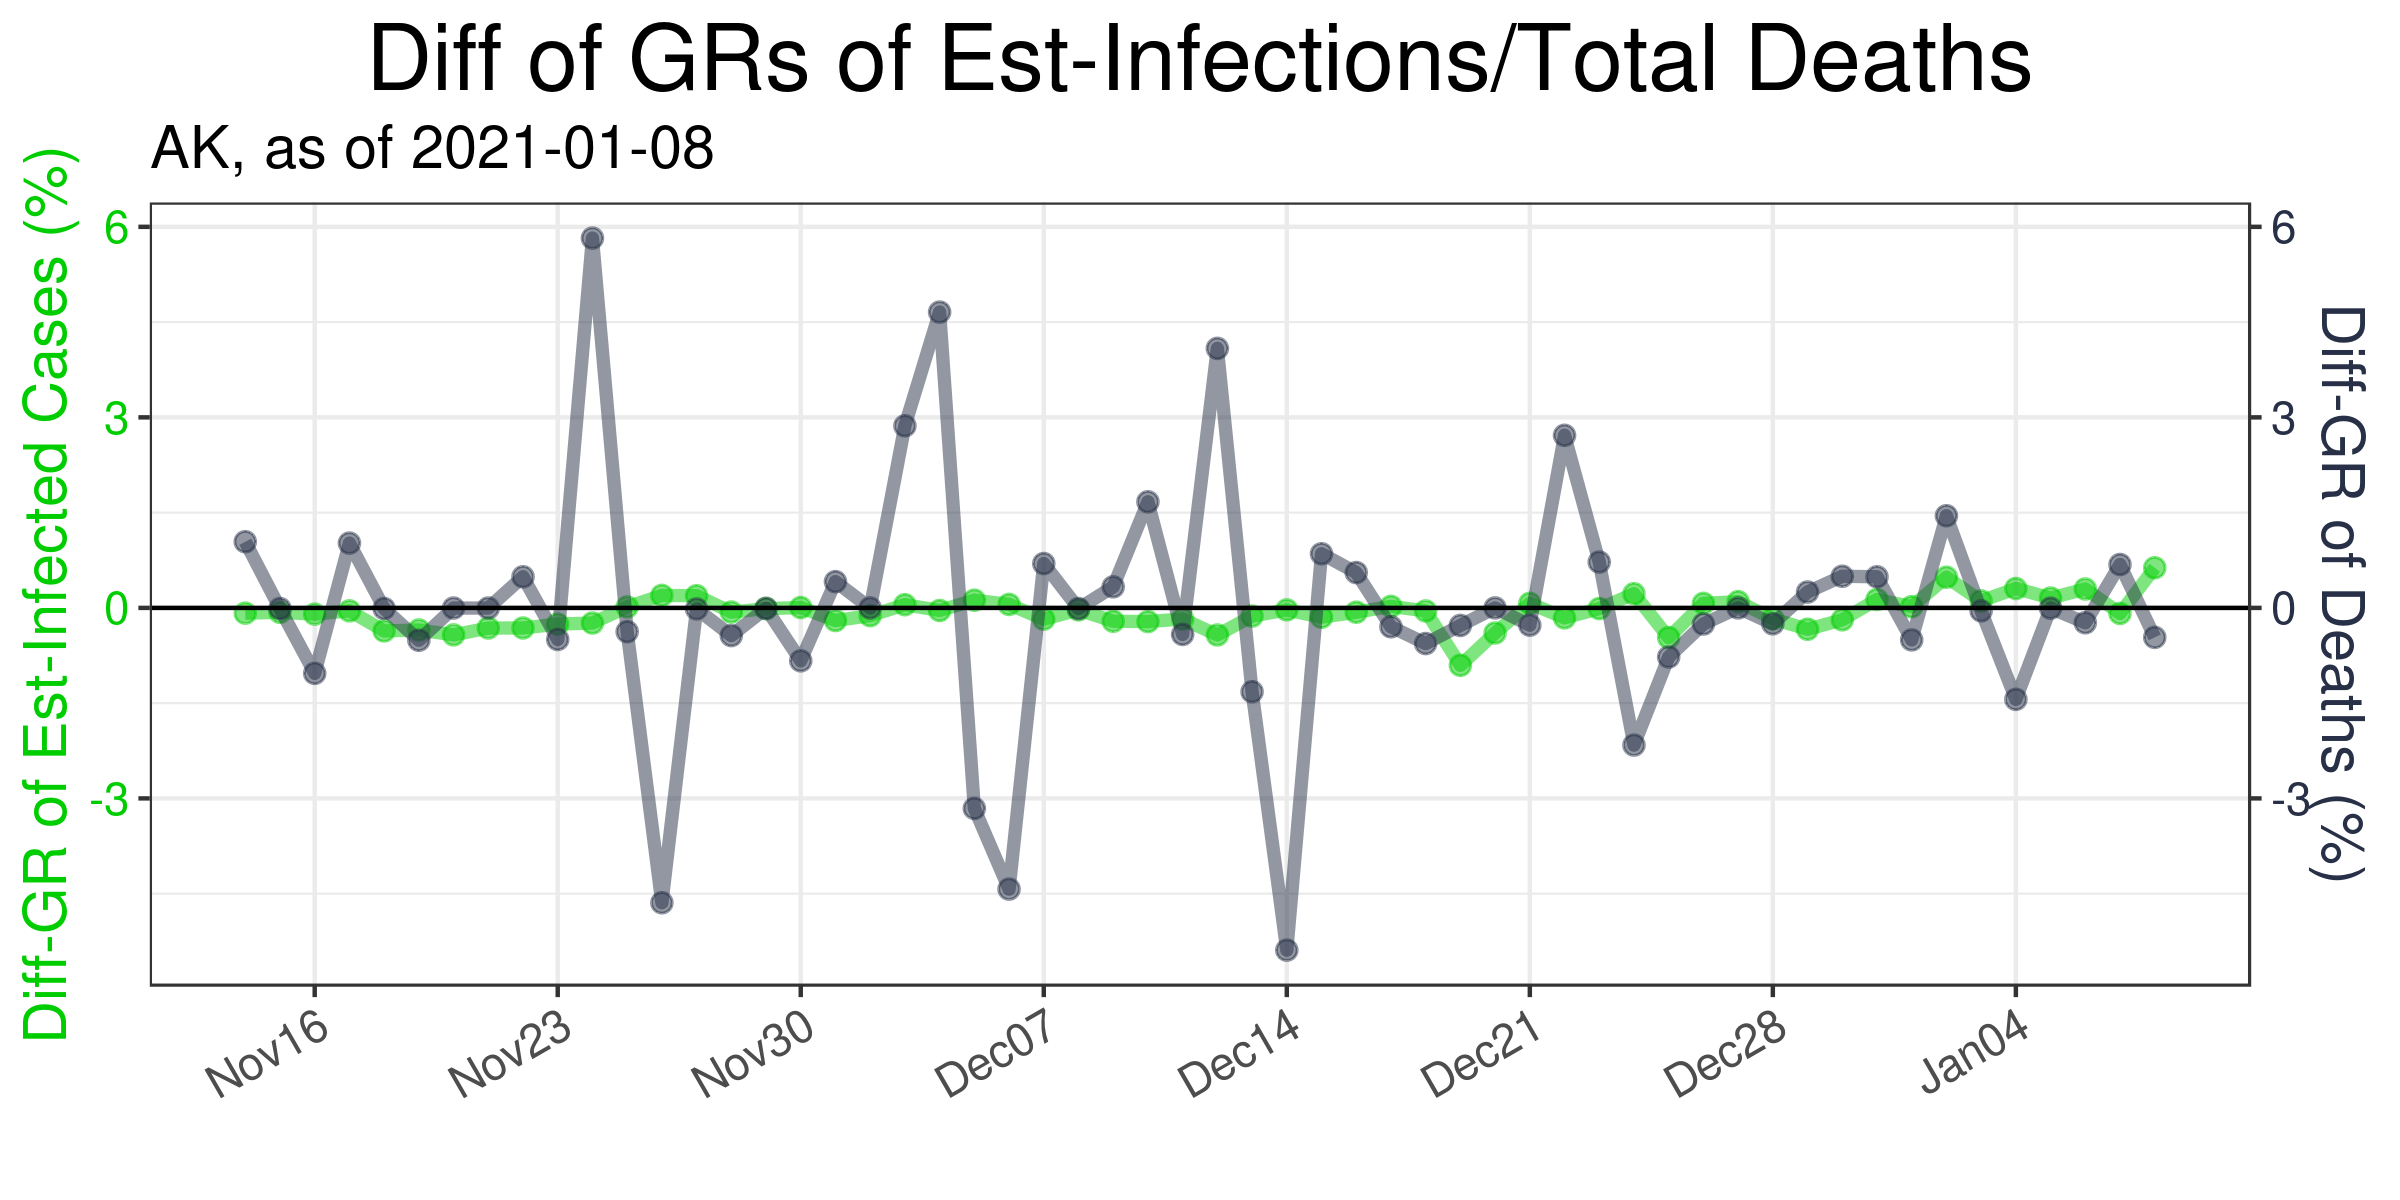 Diff of GRs of Est-Infections/Total Deaths
AK, as of 2021-01-08
Diff-GR of Est-Infected Cases (%)
6
3
0
-3
6
3
0
-3
Diff-GR of Deaths (%)
Nov16
Nov23
Nov30
Dec07
Dec14
Dec21
Dec28
Jan04